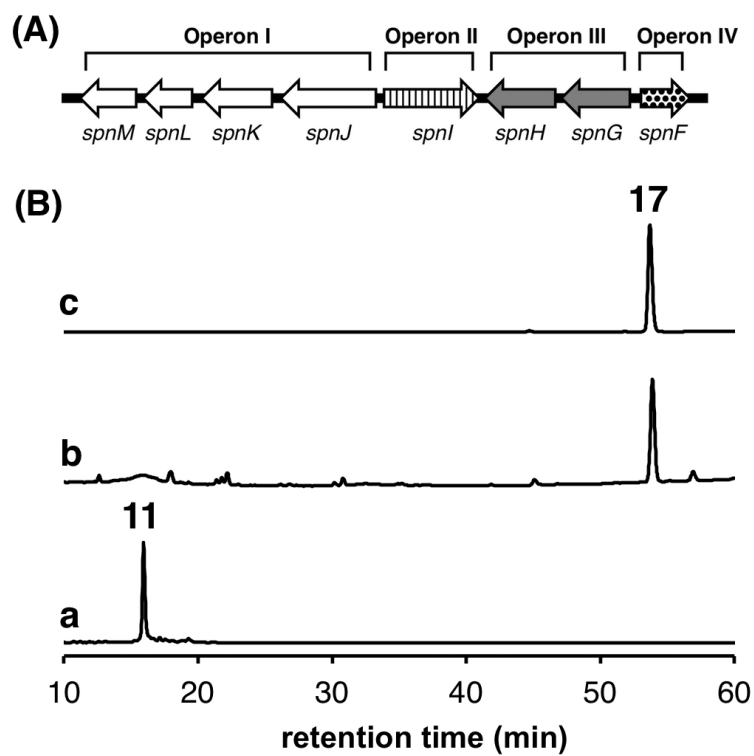 (A)
Operon I Operon II Operon III Operon IV
spnM spnL spnK spnJ spnI spnH spnG spnF
(B)
17
c
b
11
a
10 20 30 40 50 60
retention time (min)